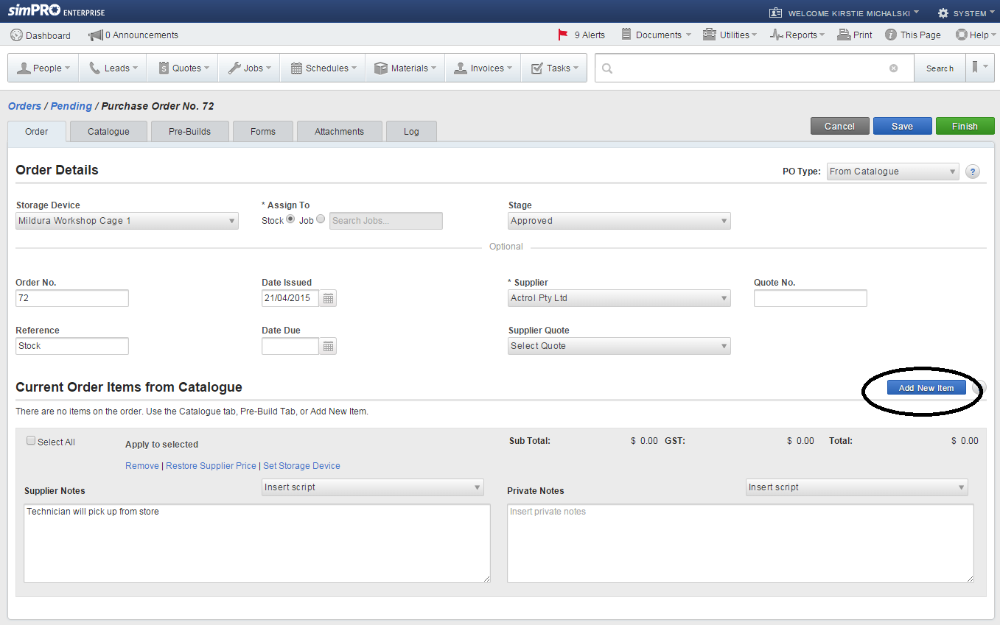 simPRO ENTERPRISE WELCOME KIRSTIE MICHALSKI SYSTEM
Dashboard 0 Announcements 9 Alerts Documents Utilities Reports Print This Page Help
People Leads Quotes Jobs Schedules Materials Invoices Tasks Search
Orders / Pending / Purchase Order No. 72
Order Catalogue Pre-Builds Forms Attachments Log Cancel Save Finish
Order Details PO Type: From Catalogue ?
Storage Device * Assign To Stage
Mildura Workshop Cage 1 Stock Job Search Jobs... Approved
Optional
Order No. Date Issued * Supplier Quote No.
72 21/04/2015 Actrol Pty Ltd
Reference Date Due Supplier Quote
Stock Select Quote
Current Order Items from Catalogue Add New Item
There are no items on the order. Use the Catalogue tab, Pre-Build Tab, or Add New Item.
Select All Apply to selected Sub Total: $ 0.00 GST: $ 0.00 Total: $ 0.00
Remove | Restore Supplier Price | Set Storage Device
Supplier Notes Insert script Private Notes Insert script
Technician will pick up from store Insert private notes